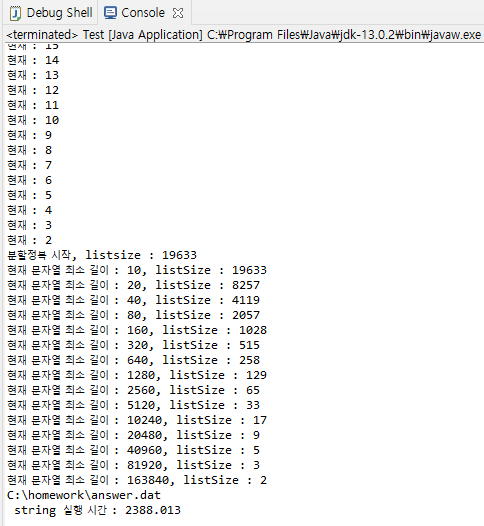 Debug Shell Console
<terminated> Test [Java Application] C:₩Program Files₩Java₩jdk-13.0.2₩bin₩javaw.exe
현재 : 15
현재 : 14
현재 : 13
현재 : 12
현재 : 11
현재 : 10
현재 : 9
현재 : 8
현재 : 7
현재 : 6
현재 : 5
현재 : 4
현재 : 3
현재 : 2
분할정복 시작, listsize : 19633
현재 문자열 최소 길이 : 10, listSize : 19633
현재 문자열 최소 길이 : 20, listSize : 8257
현재 문자열 최소 길이 : 40, listSize : 4119
현재 문자열 최소 길이 : 80, listSize : 2057
현재 문자열 최소 길이 : 160, listSize : 1028
현재 문자열 최소 길이 : 320, listSize : 515
현재 문자열 최소 길이 : 640, listSize : 258
현재 문자열 최소 길이 : 1280, listSize : 129
현재 문자열 최소 길이 : 2560, listSize : 65
현재 문자열 최소 길이 : 5120, listSize : 33
현재 문자열 최소 길이 : 10240, listSize : 17
현재 문자열 최소 길이 : 20480, listSize : 9
현재 문자열 최소 길이 : 40960, listSize : 5
현재 문자열 최소 길이 : 81920, listSize : 3
현재 문자열 최소 길이 : 163840, listSize : 2
C:\homework\answer.dat
string 실행 시간 : 2388.013